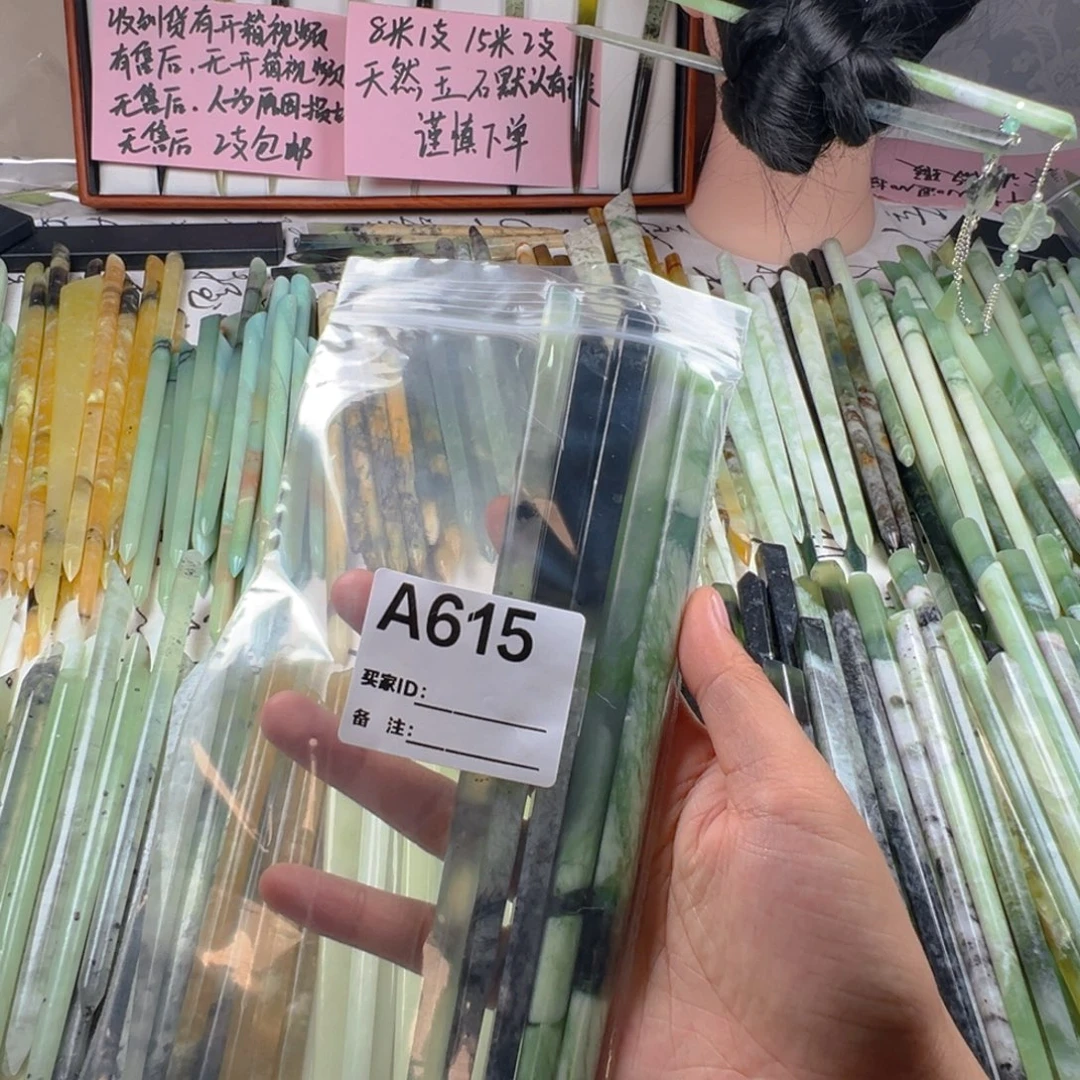 收到货有开箱视频
有售后,无开箱视频
无售后.人为原因损坏
无售后 2支包邮
8米1支 15米2支
天然玉石默认有
谨慎下单
A615
买家ID:
备 注: